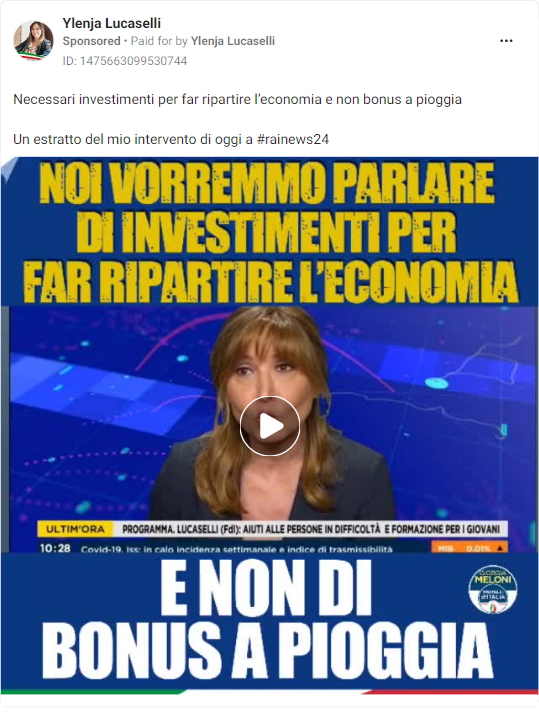 Ylenja Lucaselli
Sponsored • Paid for by Ylenja Lucaselli
ID: 1475663099530744
Necessari investimenti per far ripartire l'economia e non bonus a pioggia
Un estratto del mio intervento di oggi a #rainews24
NOI VORREMMO PARLARE
DI INVESTIMENTI PER
FAR RIPARTIRE L'ECONOMIA
ULTIM'ORA PROGRAMMA. LUCASELLI (FdI): AIUTI ALLE PERSONE IN DIFFICOLTÀ E FORMAZIONE PER I GIOVANI
10:28 Covid-19, Iss: in calo incidenza settimanale e indice di trasmissibilità MIB 0.01%
E NON DI
BONUS A PIOGGIA
GIORGIA
MELONI
FRATELLI
d'ITALIA